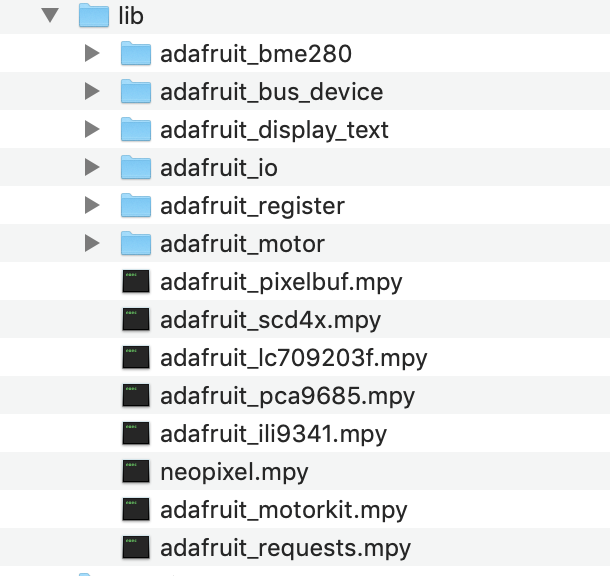 lib
adafruit_bme280
adafruit_bus_device
adafruit_display_text
adafruit_io
adafruit_register
adafruit_motor
adafruit_pixelbuf.mpy
adafruit_scd4x.mpy
adafruit_lc709203f.mpy
adafruit_pca9685.mpy
adafruit_ili9341.mpy
neopixel.mpy
adafruit_motorkit.mpy
adafruit_requests.mpy